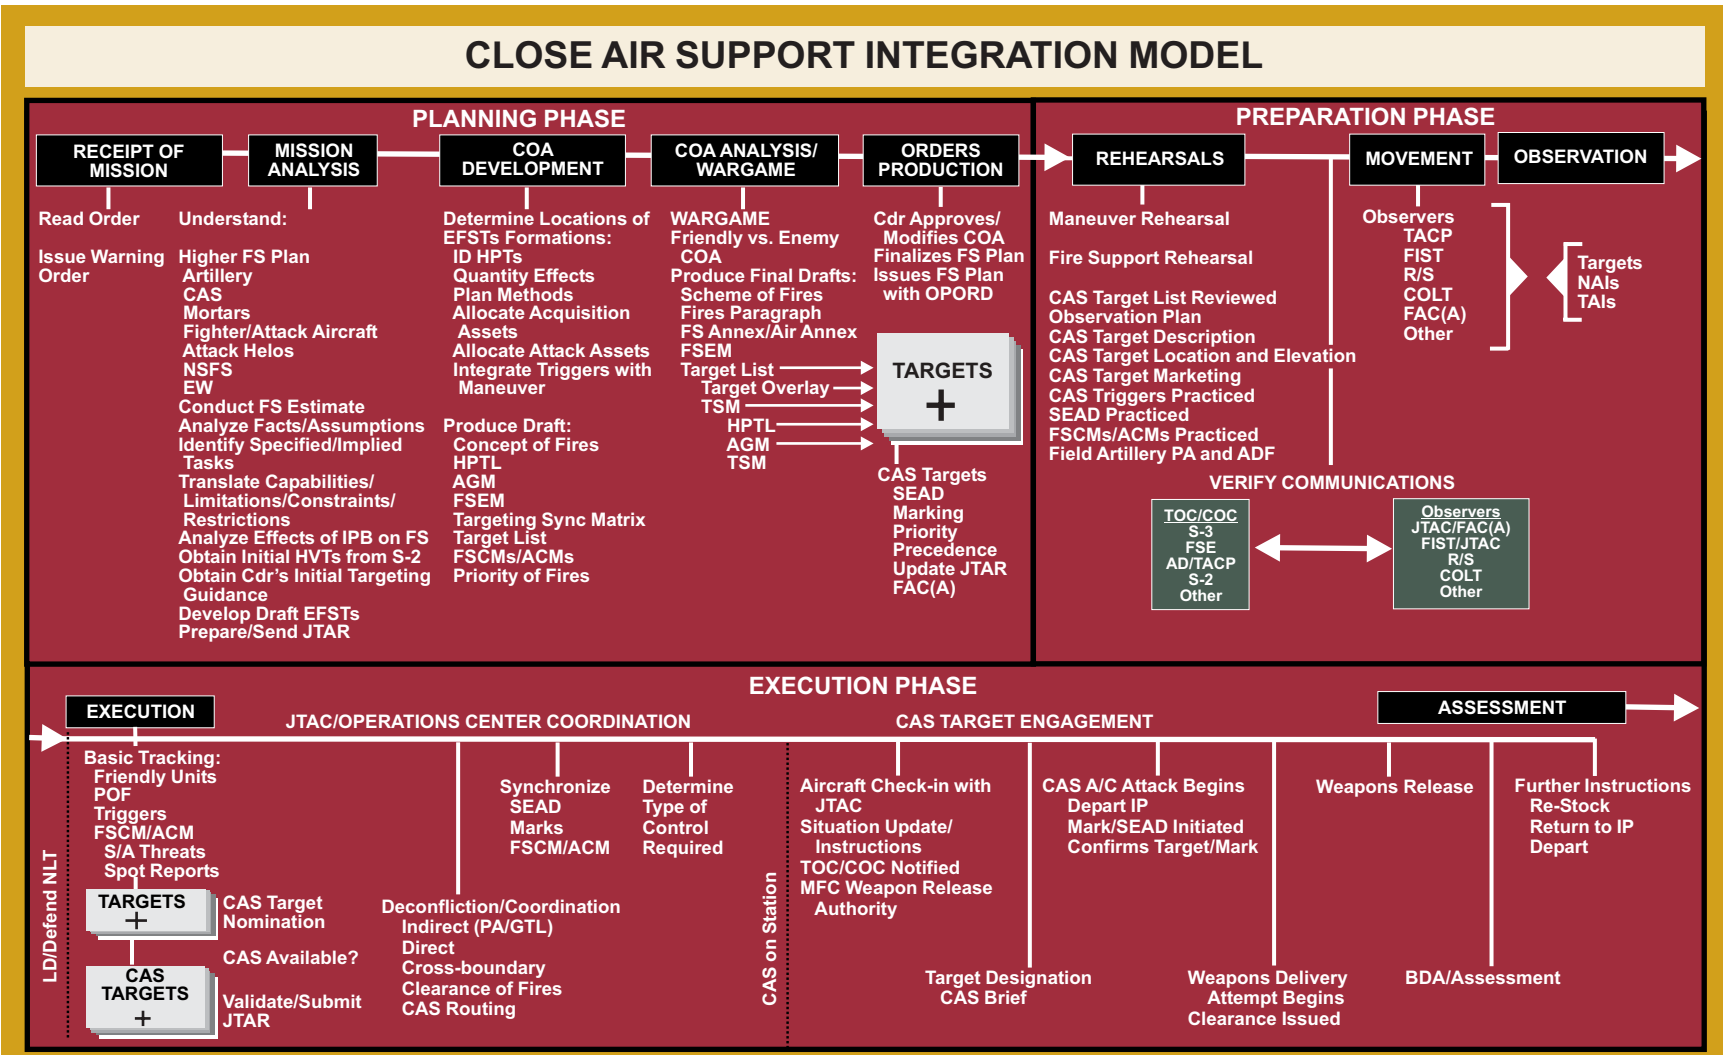 CLOSE AIR SUPPORT INTEGRATION MODEL
PLANNING PHASE
RECEIPT OF
MISSION
Read Order
Issue Warning
Order
MISSION
ANALYSIS
Understand:
Higher FS Plan
Artillery
CAS
Mortars
Fighter/Attack Aircraft
Attack Helos
NSFS
EW
Conduct FS Estimate
Analyze Facts/Assumptions
Identify Specified/Implied
Tasks
Translate Capabilities/
Limitations/Constraints/
Restrictions
Analyze Effects of IPB on FS
Obtain Initial HVTs from S-2
Obtain Cdr's Initial Targeting
Guidance
Develop Draft EFSTs
Prepare/Send JTAR
COA
DEVELOPMENT
Determine Locations of
EFSTs Formations:
ID HPTs
Quantity Effects
Plan Methods
Allocate Acquisition
Assets
Allocate Attack Assets
Integrate Triggers with
Maneuver
Produce Draft:
Concept of Fires
HPTL
AGM
FSEM
Targeting Sync Matrix
Target List
FSCMs/ACMs
Priority of Fires
COA ANALYSIS/
WARGAME
WARGAME
Friendly vs. Enemy
COA
Produce Final Drafts:
Scheme of Fires
Fires Paragraph
FS Annex/Air Annex
FSEM
Target List
Target Overlay
TSM
HPTL
AGM
TSM
ORDERS
PRODUCTION
Cdr Approves/
Modifies COA
Finalizes FS Plan
Issues FS Plan
with OPORD
TARGETS
+
CAS Targets
SEAD
Marking
Priority
Precedence
Update JTAR
FAC(A)
PREPARATION PHASE
REHEARSALS
Maneuver Rehearsal
Fire Support Rehearsal
CAS Target List Reviewed
Observation Plan
CAS Target Description
CAS Target Location and Elevation
CAS Target Marketing
CAS Triggers Practiced
SEAD Practiced
FSCMs/ACMs Practiced
Field Artillery PA and ADF
MOVEMENT
Observers
TACP
FIST
R/S
COLT
FAC(A)
Other
OBSERVATION
Targets
NAIs
TAIs
VERIFY COMMUNICATIONS
TOC/COC
S-3
FSE
AD/TACP
S-2
Other
Observers
JTAC/FAC(A)
FIST/JTAC
R/S
COLT
Other
EXECUTION PHASE
LD/Defend NLT
EXECUTION
Basic Tracking:
Friendly Units
POF
Triggers
FSCM/ACM
S/A Threats
Spot Reports
TARGETS
+
CAS Target
Nomination
CAS Available?
CAS
TARGETS
+
Validate/Submit
JTAR
JTAC/OPERATIONS CENTER COORDINATION
Deconfliction/Coordination
Indirect (PA/GTL)
Direct
Cross-boundary
Clearance of Fires
CAS Routing
Synchronize
SEAD
Marks
FSCM/ACM
Determine
Type of
Control
Required
CAS on Station
CAS TARGET ENGAGEMENT
Aircraft Check-in with
JTAC
Situation Update/
Instructions
TOC/COC Notified
MFC Weapon Release
Authority
Target Designation
CAS Brief
CAS A/C Attack Begins
Depart IP
Mark/SEAD Initiated
Confirms Target/Mark
Weapons Delivery
Attempt Begins
Clearance Issued
Weapons Release
ASSESSMENT
BDA/Assessment
Further Instructions
Re-Stock
Return to IP
Depart